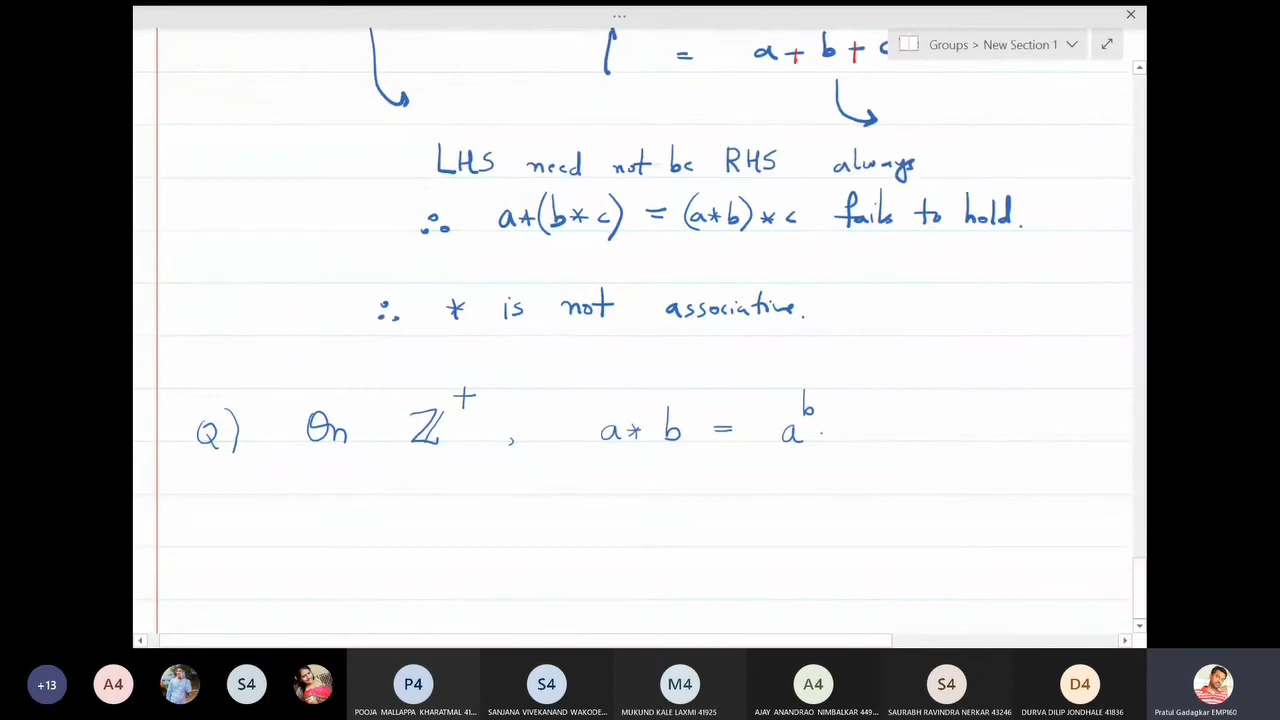 ...
= a + b + c
Groups > New Section 1
LHS need not be RHS always
∴ a*(b*c) = (a*b)*c fails to hold.
∴ * is not associative.
Q) On ℤ⁺, a* b = aᵇ.
+13 A4 S4 P4 S4 M4 A4 S4 D4
POOJA MALLAPPA KHARATMAL 41... SANJANA VIVEKANAND WAKODE... MUKUND KALE LAXMI 41925 AJAY ANANDRAO NIMBALKAR 449... SAURABH RAVINDRA NERKAR 43246 DURVA DILIP JONDHALE 41836 Pratul Gadagkar EMP160